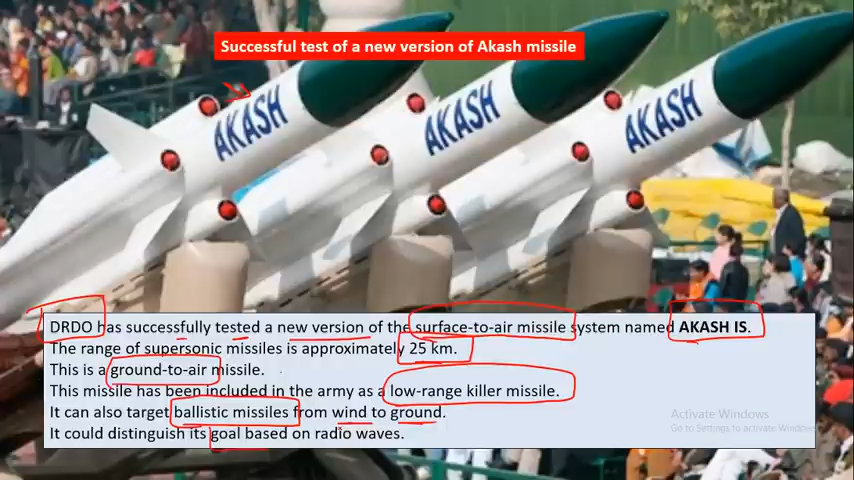 Successful test of a new version of Akash missile
AKASH
AKASH
AKASH
DRDO has successfully tested a new version of the surface-to-air missile system named AKASH IS.
The range of supersonic missiles is approximately 25 km.
This is a ground-to-air missile.
This missile has been included in the army as a low-range killer missile.
It can also target ballistic missiles from wind to ground.
It could distinguish its goal based on radio waves.
Activate Windows
Go to Settings to activate Windows.